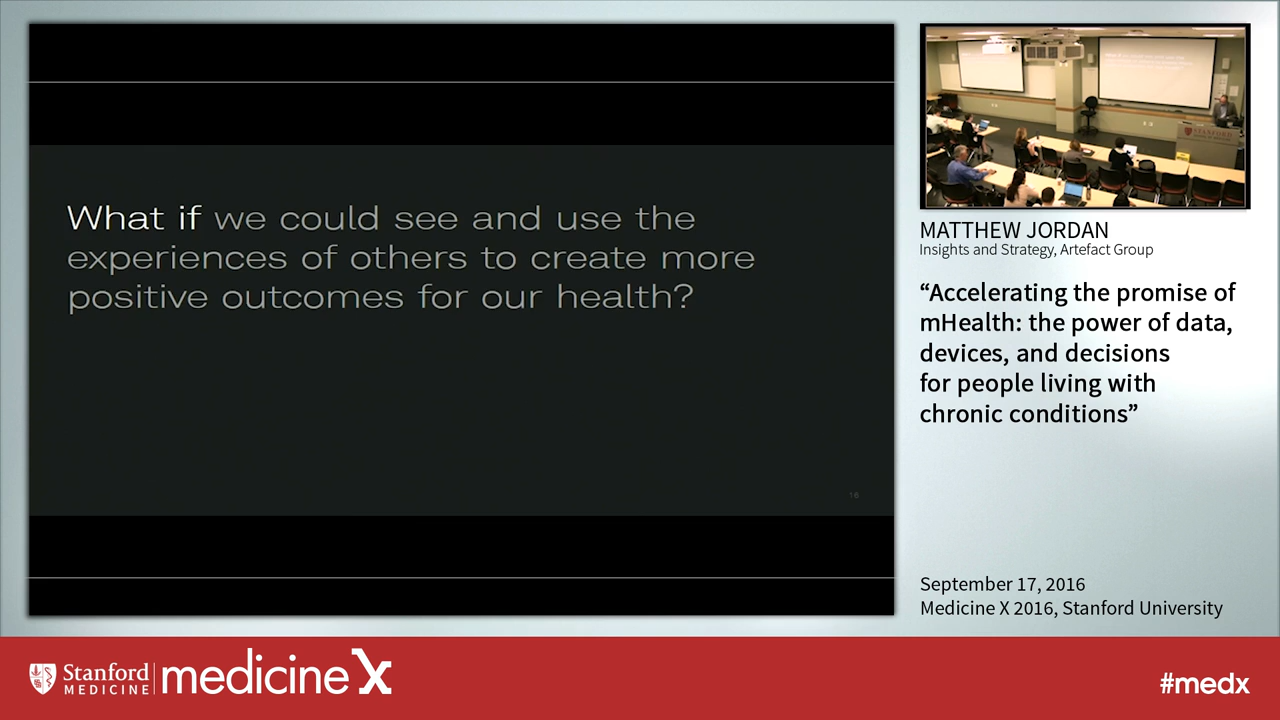 What if we could see and use the
experiences of others to create more
positive outcomes for our health?
16
STANFORD
MATTHEW JORDAN
Insights and Strategy, Artefact Group
“Accelerating the promise of
mHealth: the power of data,
devices, and decisions
for people living with
chronic conditions”
September 17, 2016
Medicine X 2016, Stanford University
Stanford
MEDICINE
medicineX
#medx